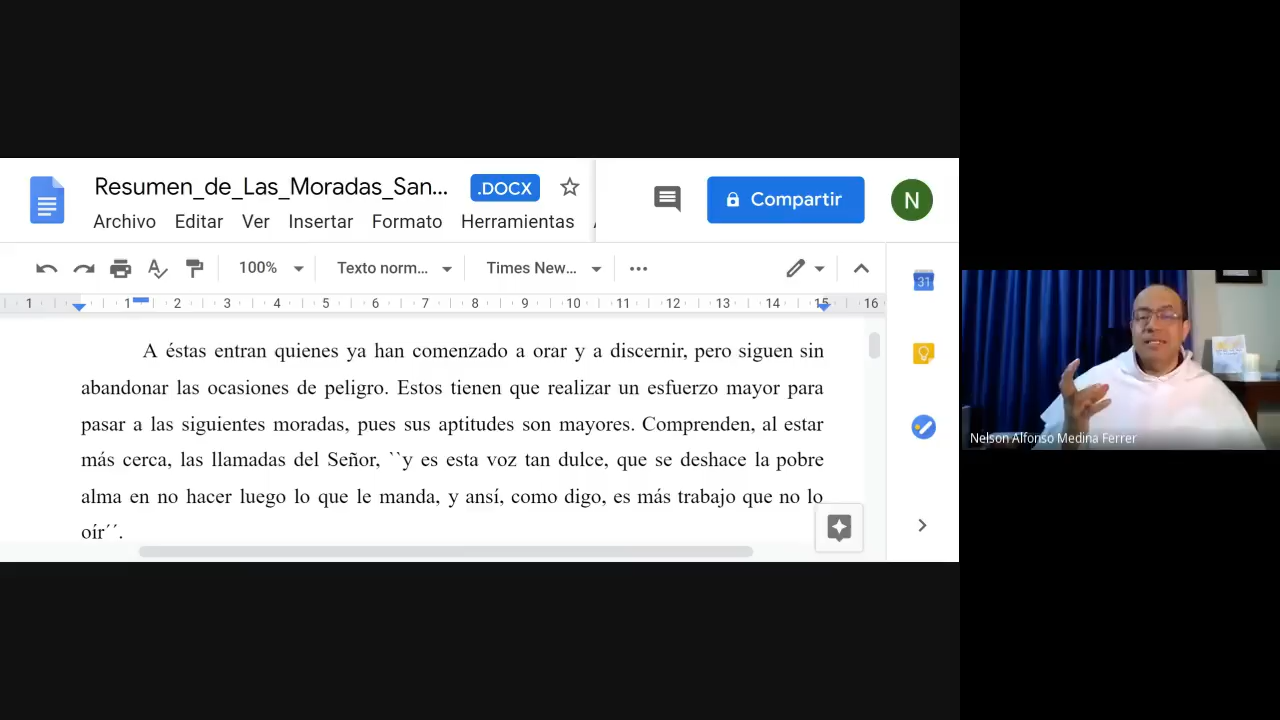 Resumen_de_Las_Moradas_San...
.DOCX
Compartir
N
Archivo Editar Ver Insertar Formato Herramientas
100% Texto norm... Times New...
31
1 1 2 3 4 5 6 7 8 9 10 11 12 13 14 15 16
A éstas entran quienes ya han comenzado a orar y a discernir, pero siguen sin
abandonar las ocasiones de peligro. Estos tienen que realizar un esfuerzo mayor para
pasar a las siguientes moradas, pues sus aptitudes son mayores. Comprenden, al estar
más cerca, las llamadas del Señor, ``y es esta voz tan dulce, que se deshace la pobre
alma en no hacer luego lo que le manda, y ansí, como digo, es más trabajo que no lo
oír´´.
Nelson Alfonso Medina Ferrer